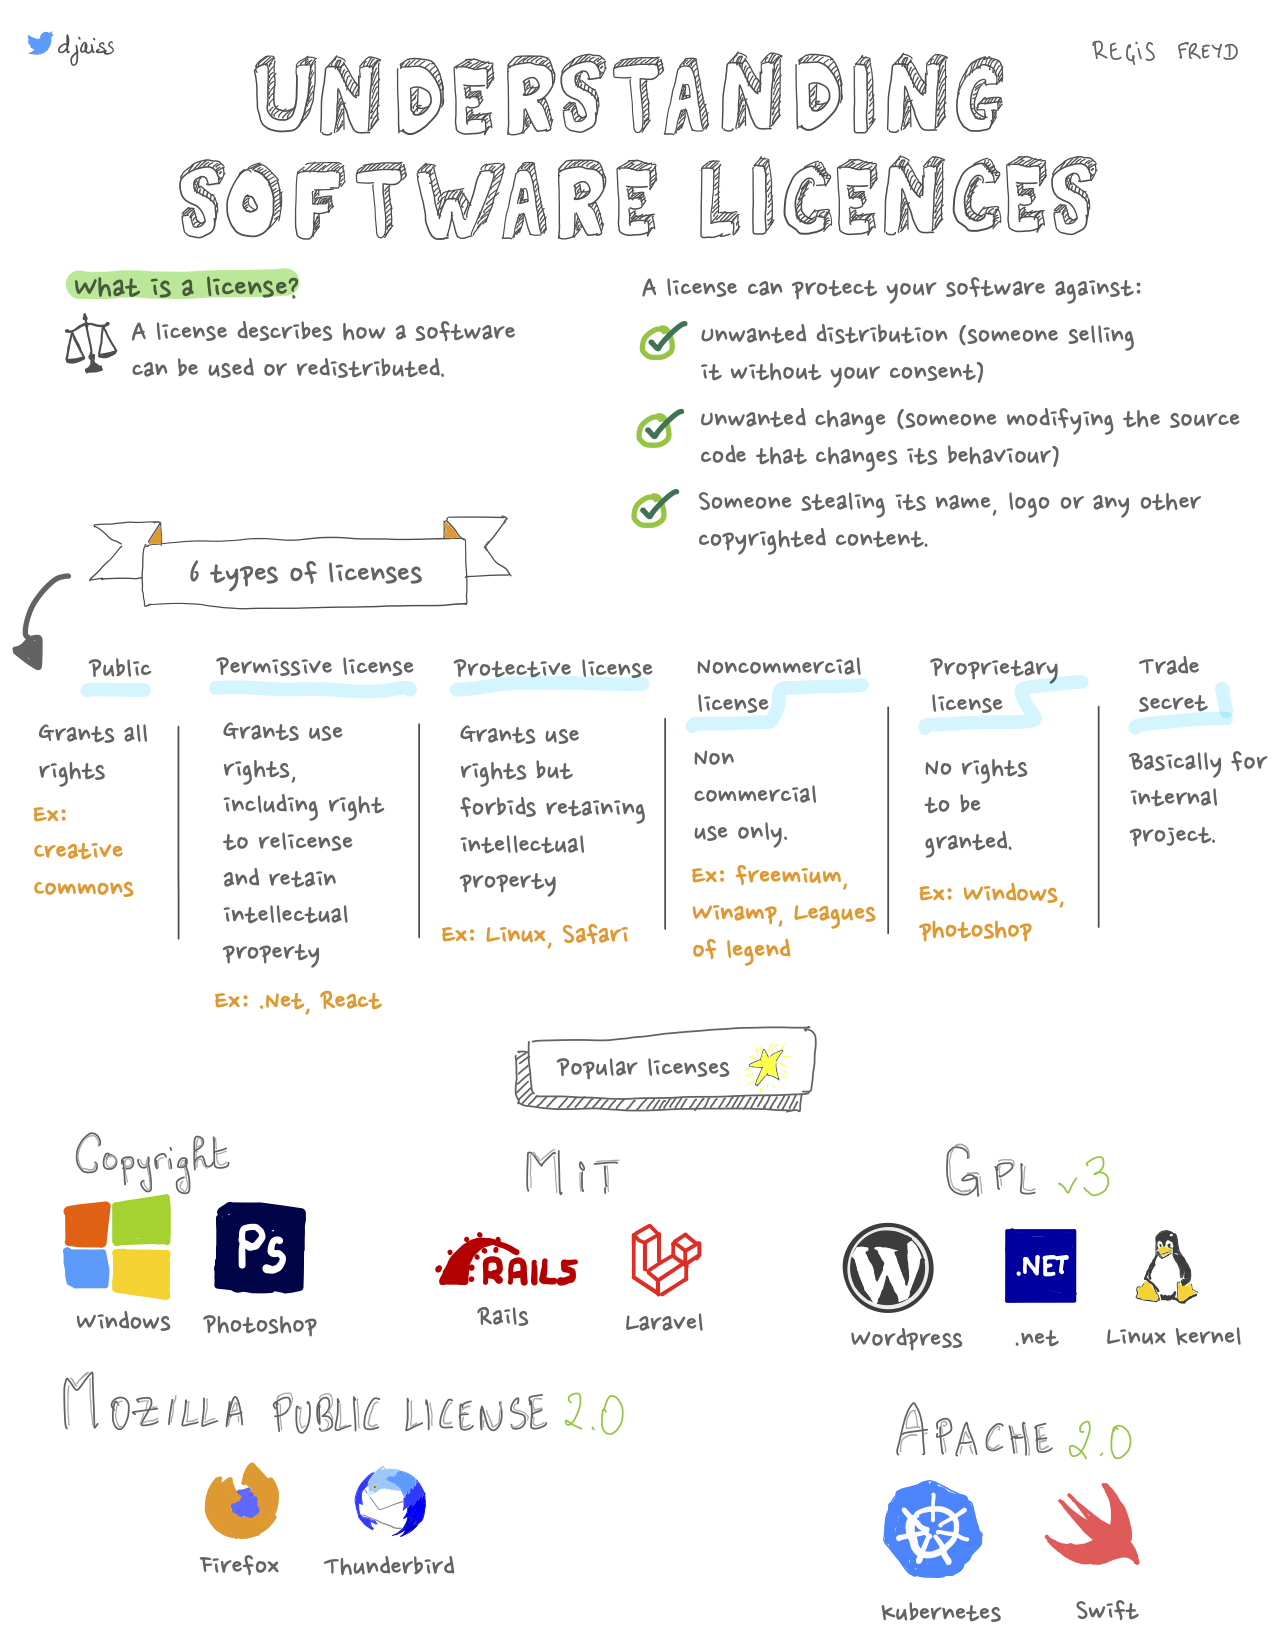 djaiss
REGIS FREYD
UNDERSTANDING
SOFTWARE LICENCES
What is a license?
A license describes how a software
can be used or redistributed.
A license can protect your software against:
Unwanted distribution (someone selling
it without your consent)
Unwanted change (someone modifying the source
code that changes its behaviour)
Someone stealing its name, logo or any other
copyrighted content.
6 types of licenses
Public
Grants all
rights
Ex:
creative
commons
Permissive license
Grants use
rights,
including right
to relicense
and retain
intellectual
property
Ex: .Net, React
Protective license
Grants use
rights but
forbids retaining
intellectual
property
Ex: Linux, Safari
Noncommercial
license
Non
commercial
use only.
Ex: freemium,
Winamp, Leagues
of legend
Proprietary
license
No rights
to be
granted.
Ex: Windows,
Photoshop
Trade
secret
Basically for
internal
project.
Popular licenses
Copyright
Ps
Windows
Photoshop
MIT
RAILS
Rails
Laravel
GPL v3
W
.NET
Wordpress
.net
Linux kernel
MOZILLA PUBLIC LICENSE 2.0
Firefox
Thunderbird
APACHE 2.0
Kubernetes
Swift